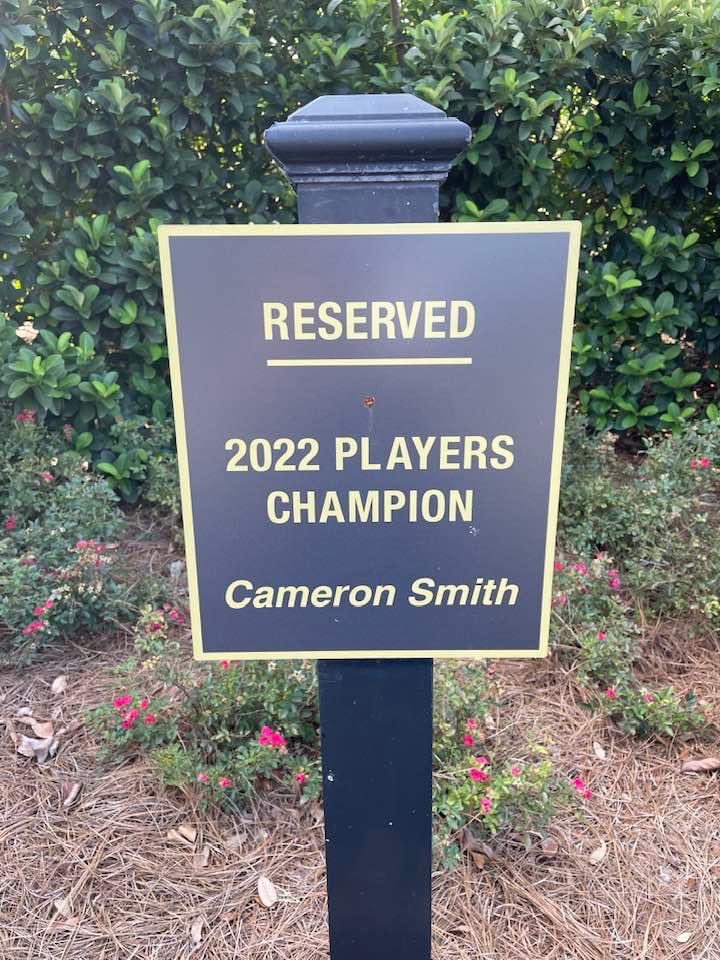 RESERVED
2022 PLAYERS
CHAMPION
Cameron Smith